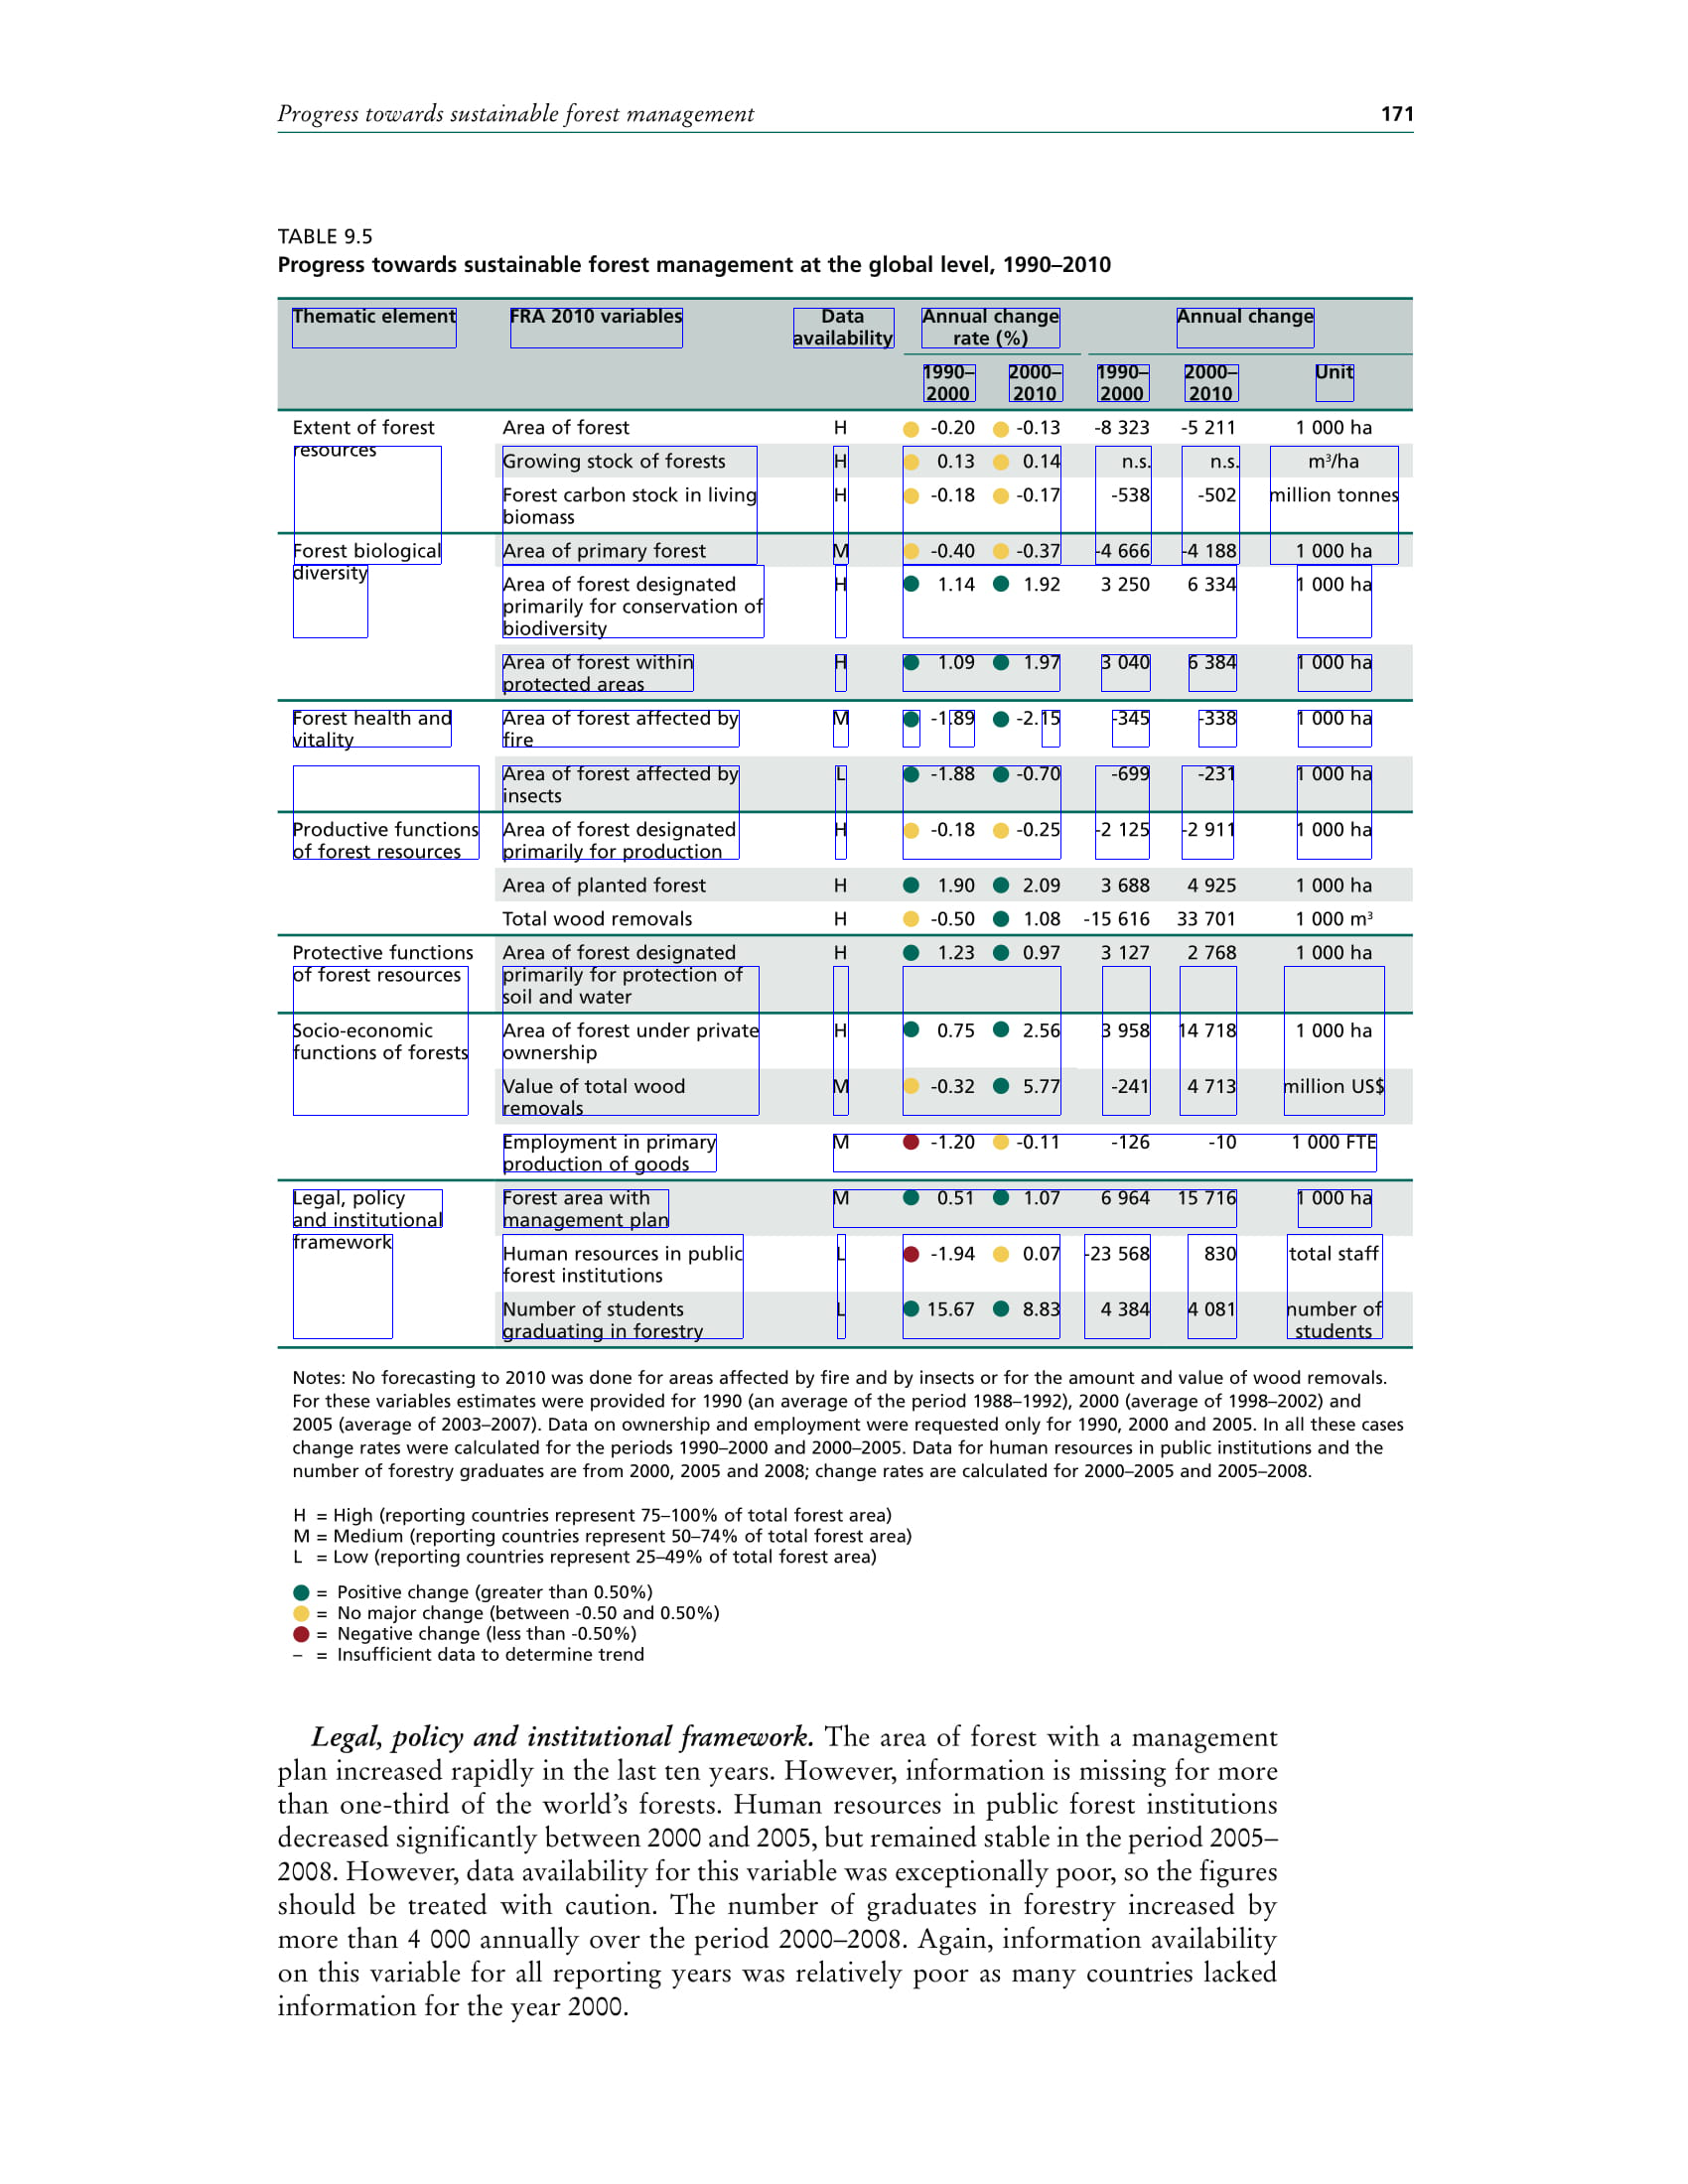 Progress towards sustainable forest management 171
TABLE 9.5
Progress towards sustainable forest management at the global level, 1990–2010
Thematic element FRA 2010 variables Data availability Annual change rate (%) Annual change
1990–2000 2000–2010 1990–2000 2000–2010 Unit
Extent of forest resources Area of forest H -0.20 -0.13 -8 323 -5 211 1 000 ha
Growing stock of forests H 0.13 0.14 n.s. n.s. m³/ha
Forest carbon stock in living biomass H -0.18 -0.17 -538 -502 million tonnes
Forest biological diversity Area of primary forest M -0.40 -0.37 -4 666 -4 188 1 000 ha
Area of forest designated primarily for conservation of biodiversity H 1.14 1.92 3 250 6 334 1 000 ha
Area of forest within protected areas H 1.09 1.97 3 040 6 384 1 000 ha
Forest health and vitality Area of forest affected by fire M -1.89 -2.15 -345 -338 1 000 ha
Area of forest affected by insects L -1.88 -0.70 -699 -231 1 000 ha
Productive functions of forest resources Area of forest designated primarily for production H -0.18 -0.25 -2 125 -2 911 1 000 ha
Area of planted forest H 1.90 2.09 3 688 4 925 1 000 ha
Total wood removals H -0.50 1.08 -15 616 33 701 1 000 m³
Protective functions of forest resources Area of forest designated primarily for protection of soil and water H 1.23 0.97 3 127 2 768 1 000 ha
Socio-economic functions of forests Area of forest under private ownership H 0.75 2.56 3 958 14 718 1 000 ha
Value of total wood removals M -0.32 5.77 -241 4 713 million US$
Employment in primary production of goods M -1.20 -0.11 -126 -10 1 000 FTE
Legal, policy and institutional framework Forest area with management plan M 0.51 1.07 6 964 15 716 1 000 ha
Human resources in public forest institutions L -1.94 0.07 -23 568 830 total staff
Number of students graduating in forestry L 15.67 8.83 4 384 4 081 number of students
Notes: No forecasting to 2010 was done for areas affected by fire and by insects or for the amount and value of wood removals.
For these variables estimates were provided for 1990 (an average of the period 1988–1992), 2000 (average of 1998–2002) and
2005 (average of 2003–2007). Data on ownership and employment were requested only for 1990, 2000 and 2005. In all these cases
change rates were calculated for the periods 1990–2000 and 2000–2005. Data for human resources in public institutions and the
number of forestry graduates are from 2000, 2005 and 2008; change rates are calculated for 2000–2005 and 2005–2008.
H = High (reporting countries represent 75–100% of total forest area)
M = Medium (reporting countries represent 50–74% of total forest area)
L = Low (reporting countries represent 25–49% of total forest area)
= Positive change (greater than 0.50%)
= No major change (between -0.50 and 0.50%)
= Negative change (less than -0.50%)
– = Insufficient data to determine trend
Legal, policy and institutional framework. The area of forest with a management
plan increased rapidly in the last ten years. However, information is missing for more
than one-third of the world's forests. Human resources in public forest institutions
decreased significantly between 2000 and 2005, but remained stable in the period 2005–
2008. However, data availability for this variable was exceptionally poor, so the figures
should be treated with caution. The number of graduates in forestry increased by
more than 4 000 annually over the period 2000–2008. Again, information availability
on this variable for all reporting years was relatively poor as many countries lacked
information for the year 2000.